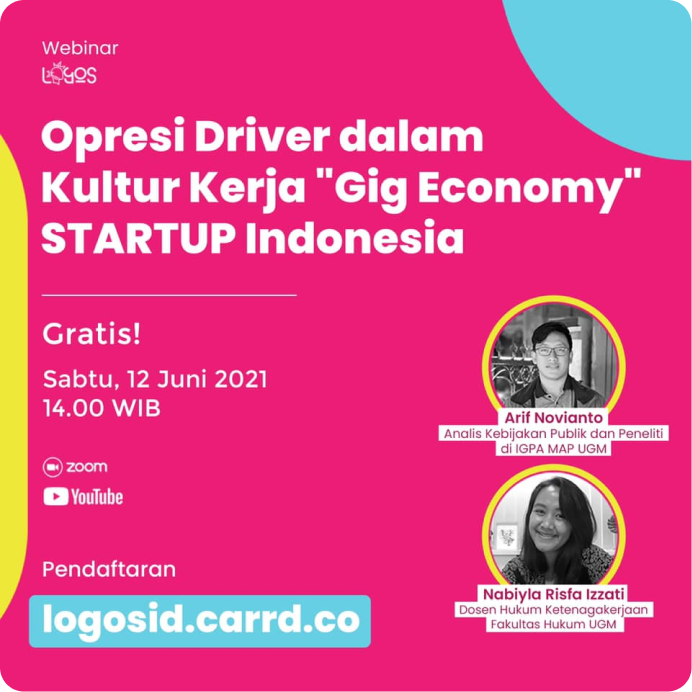 Webinar
LOGOS
Opresi Driver dalam
Kultur Kerja "Gig Economy"
STARTUP Indonesia
Gratis!
Sabtu, 12 Juni 2021
14.00 WIB
zoom
YouTube
Pendaftaran
logosid.carrd.co
Arif Novianto
Analis Kebijakan Publik dan Peneliti
di IGPA MAP UGM
Nabiyla Risfa Izzati
Dosen Hukum Ketenagakerjaan
Fakultas Hukum UGM